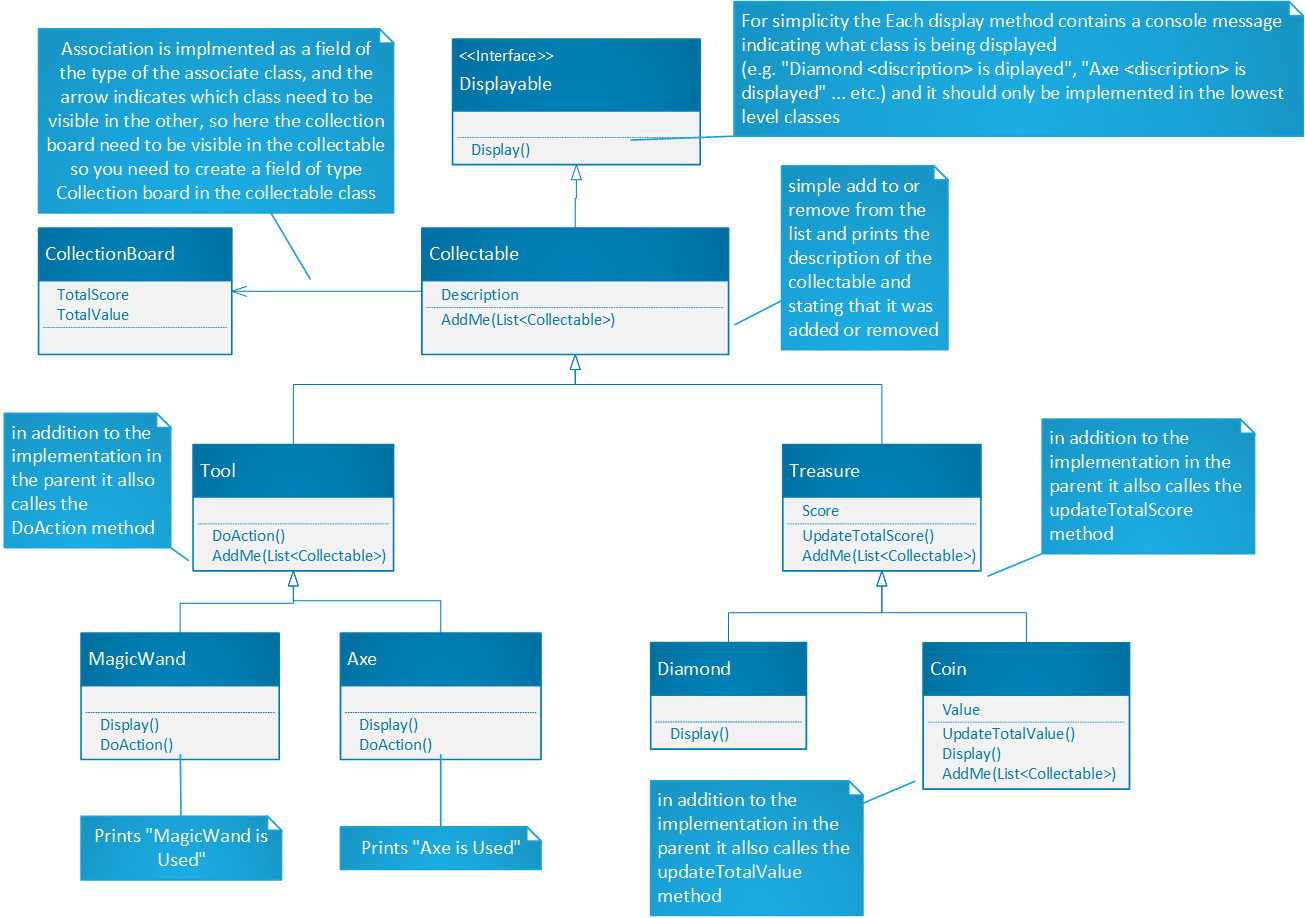 Association is implmented as a field of
the type of the associate class, and the
arrow indicates which class need to be
visible in the other, so here the collection
board need to be visible in the collectable
so you need to create a field of type
Collection board in the collectable class
<<Interface>>
Displayable
Display()
For simplicity the Each display method contains a console message
indicating what class is being displayed
(e.g. "Diamond <discription> is diplayed", "Axe <discription> is
displayed" ... etc.) and it should only be implemented in the lowest
level classes
CollectionBoard
TotalScore
TotalValue
Collectable
Description
AddMe(List<Collectable>)
simple add to or
remove from the
list and prints the
description of the
collectable and
stating that it was
added or removed
in addition to the
implementation in
the parent it allso
calles the
DoAction method
Tool
DoAction()
AddMe(List<Collectable>)
Treasure
Score
UpdateTotalScore()
AddMe(List<Collectable>)
in addition to the
implementation in the
parent it allso calles the
updateTotalScore
method
MagicWand
Display()
DoAction()
Axe
Display()
DoAction()
Diamond
Display()
Coin
Value
UpdateTotalValue()
Display()
AddMe(List<Collectable>)
Prints "MagicWand is
Used"
Prints "Axe is Used"
in addition to the
implementation in the
parent it allso calles the
updateTotalValue
method